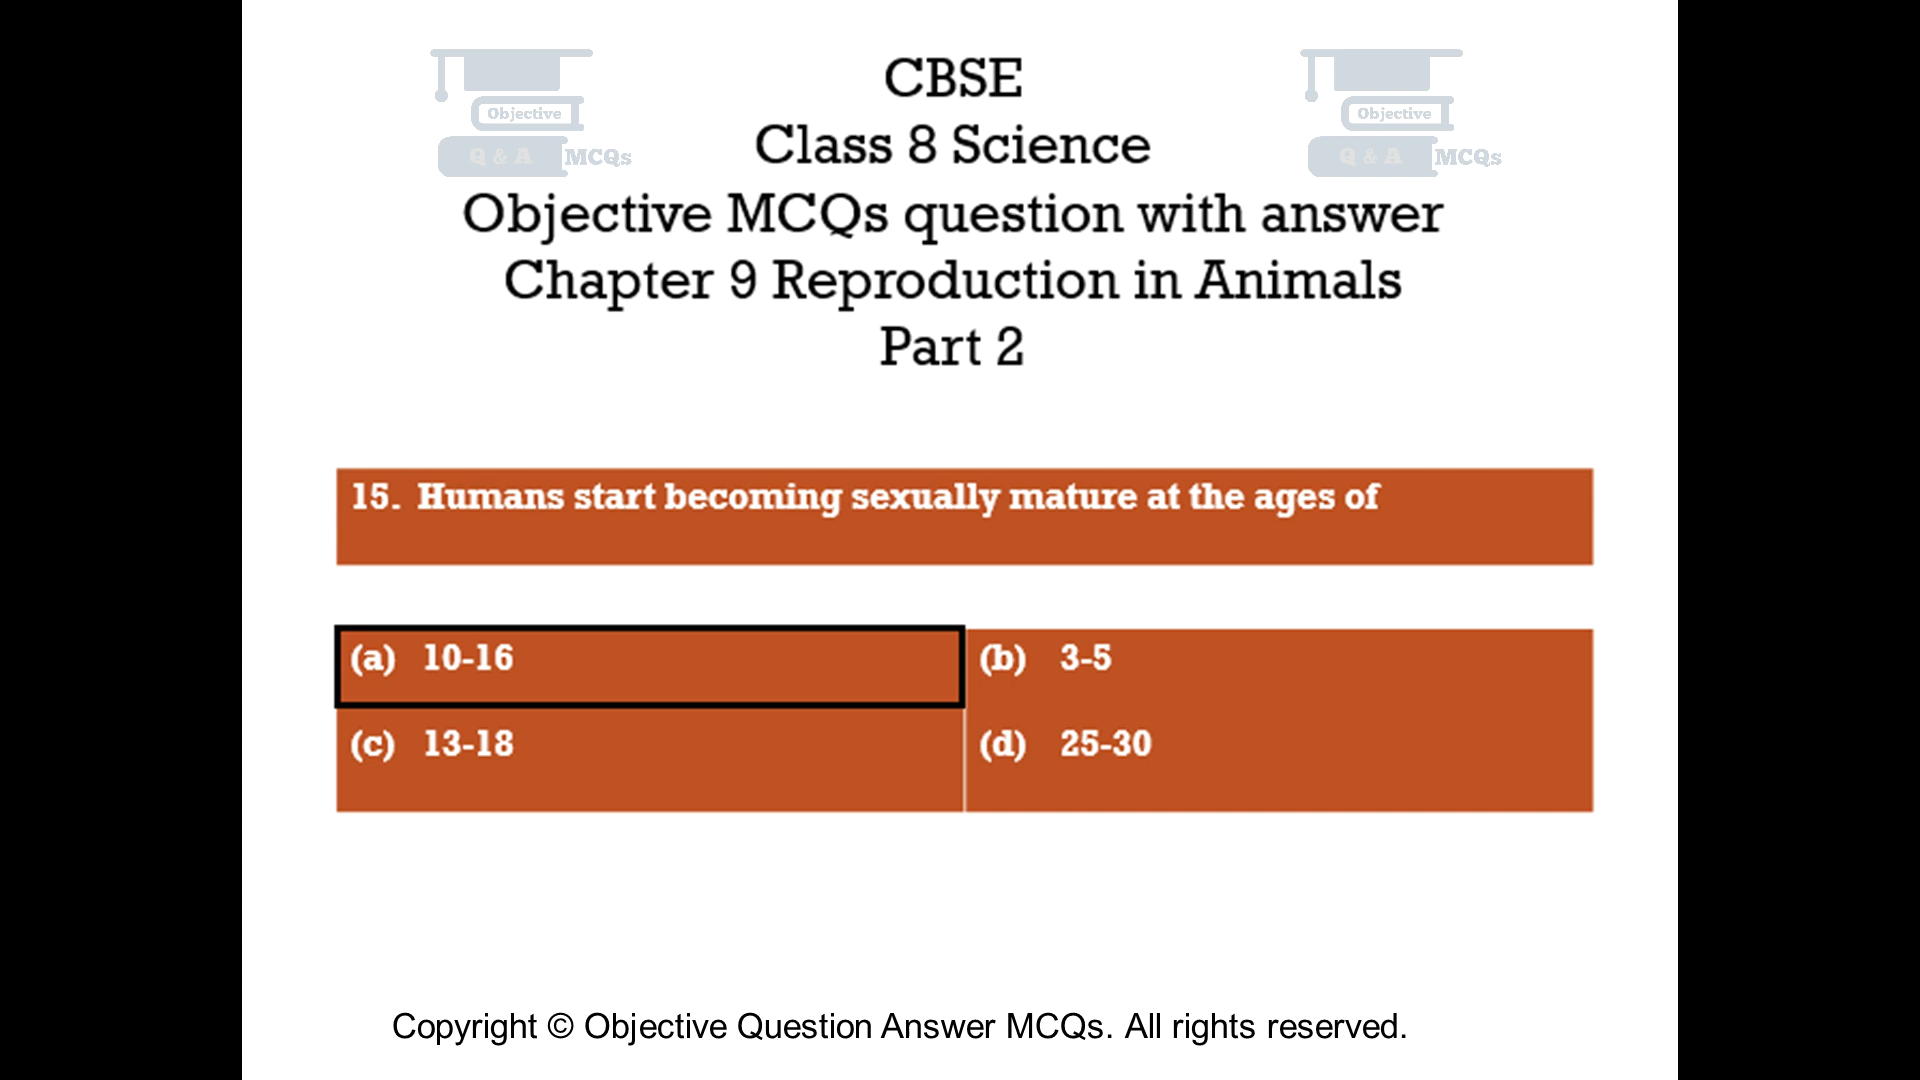 Objective
Q & A MCQs
Objective
Q & A MCQs
CBSE
Class 8 Science
Objective MCQs question with answer
Chapter 9 Reproduction in Animals
Part 2
15. Humans start becoming sexually mature at the ages of
(a) 10-16
(b) 3-5
(c) 13-18
(d) 25-30
Copyright © Objective Question Answer MCQs. All rights reserved.